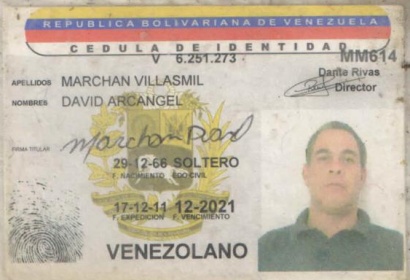 REPUBLICA BOLIVARIANA DE VENEZUELA
CEDULA DE IDENTIDAD
V 6.251.273 MM614
Dante Rivas
Director
APELLIDOS MARCHAN VILLASMIL
NOMBRES DAVID ARCANGEL
FIRMA TITULAR Marchan David
29-12-66 SOLTERO
F. NACIMIENTO EDO CIVIL
17-12-11 12-2021
F. EXPEDICION F. VENCIMIENTO
VENEZOLANO